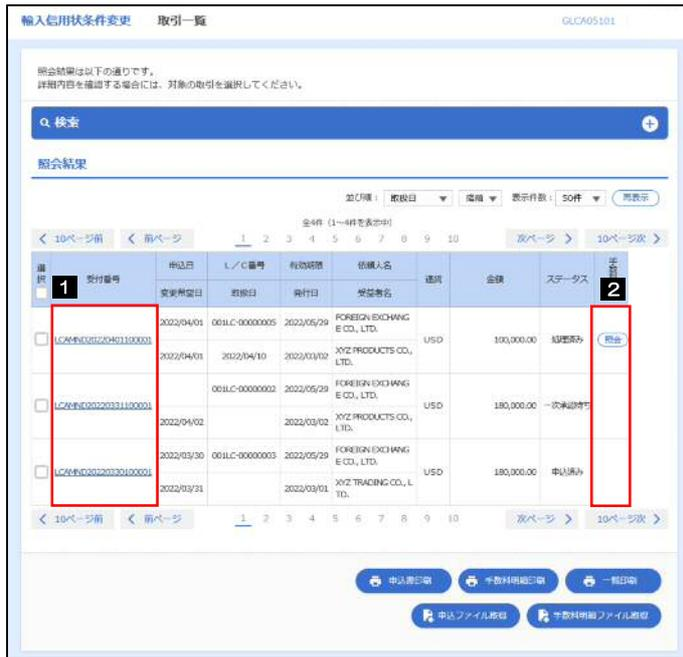 輸入信用状条件変更 取引一覧 GLCA05101
照会結果は以下の通りです。
詳細内容を確認する場合には、対象の取引を選択してください。
検索
照会結果
並び順： 取扱日 降順 表示件数： 50件 再表示
全4件 (1～4件を表示中)
10ページ前 前ページ 1 2 3 4 5 6 7 8 9 10 次ページ 10ページ次
選択 受付番号 申込日 L／C番号 有効期限 依頼人名 通貨 金額 ステータス 手数料
変更希望日 取扱日 発行日 受益者名
1 2
LCAMND20220401100001 2022/04/01 001LC-00000005 2022/05/29 FOREIGN EXCHANG
E CO., LTD. USD 100,000.00 処理済み 照会
2022/04/01 2022/04/10 2022/03/02 XYZ PRODUCTS CO.,
LTD.
LCAMND20220331100001 001LC-00000002 2022/05/29 FOREIGN EXCHANG
E CO., LTD. USD 180,000.00 一次承認待ち
2022/04/02 2022/03/02 XYZ PRODUCTS CO.,
LTD.
LCAMND20220330100001 2022/03/30 001LC-00000003 2022/05/29 FOREIGN EXCHANG
E CO., LTD. USD 180,000.00 申込済み
2022/03/31 2022/03/01 XYZ TRADING CO., L
TD.
10ページ前 前ページ 1 2 3 4 5 6 7 8 9 10 次ページ 10ページ次
申込書印刷 手数料明細印刷 一覧印刷
申込ファイル取得 手数料明細ファイル取得